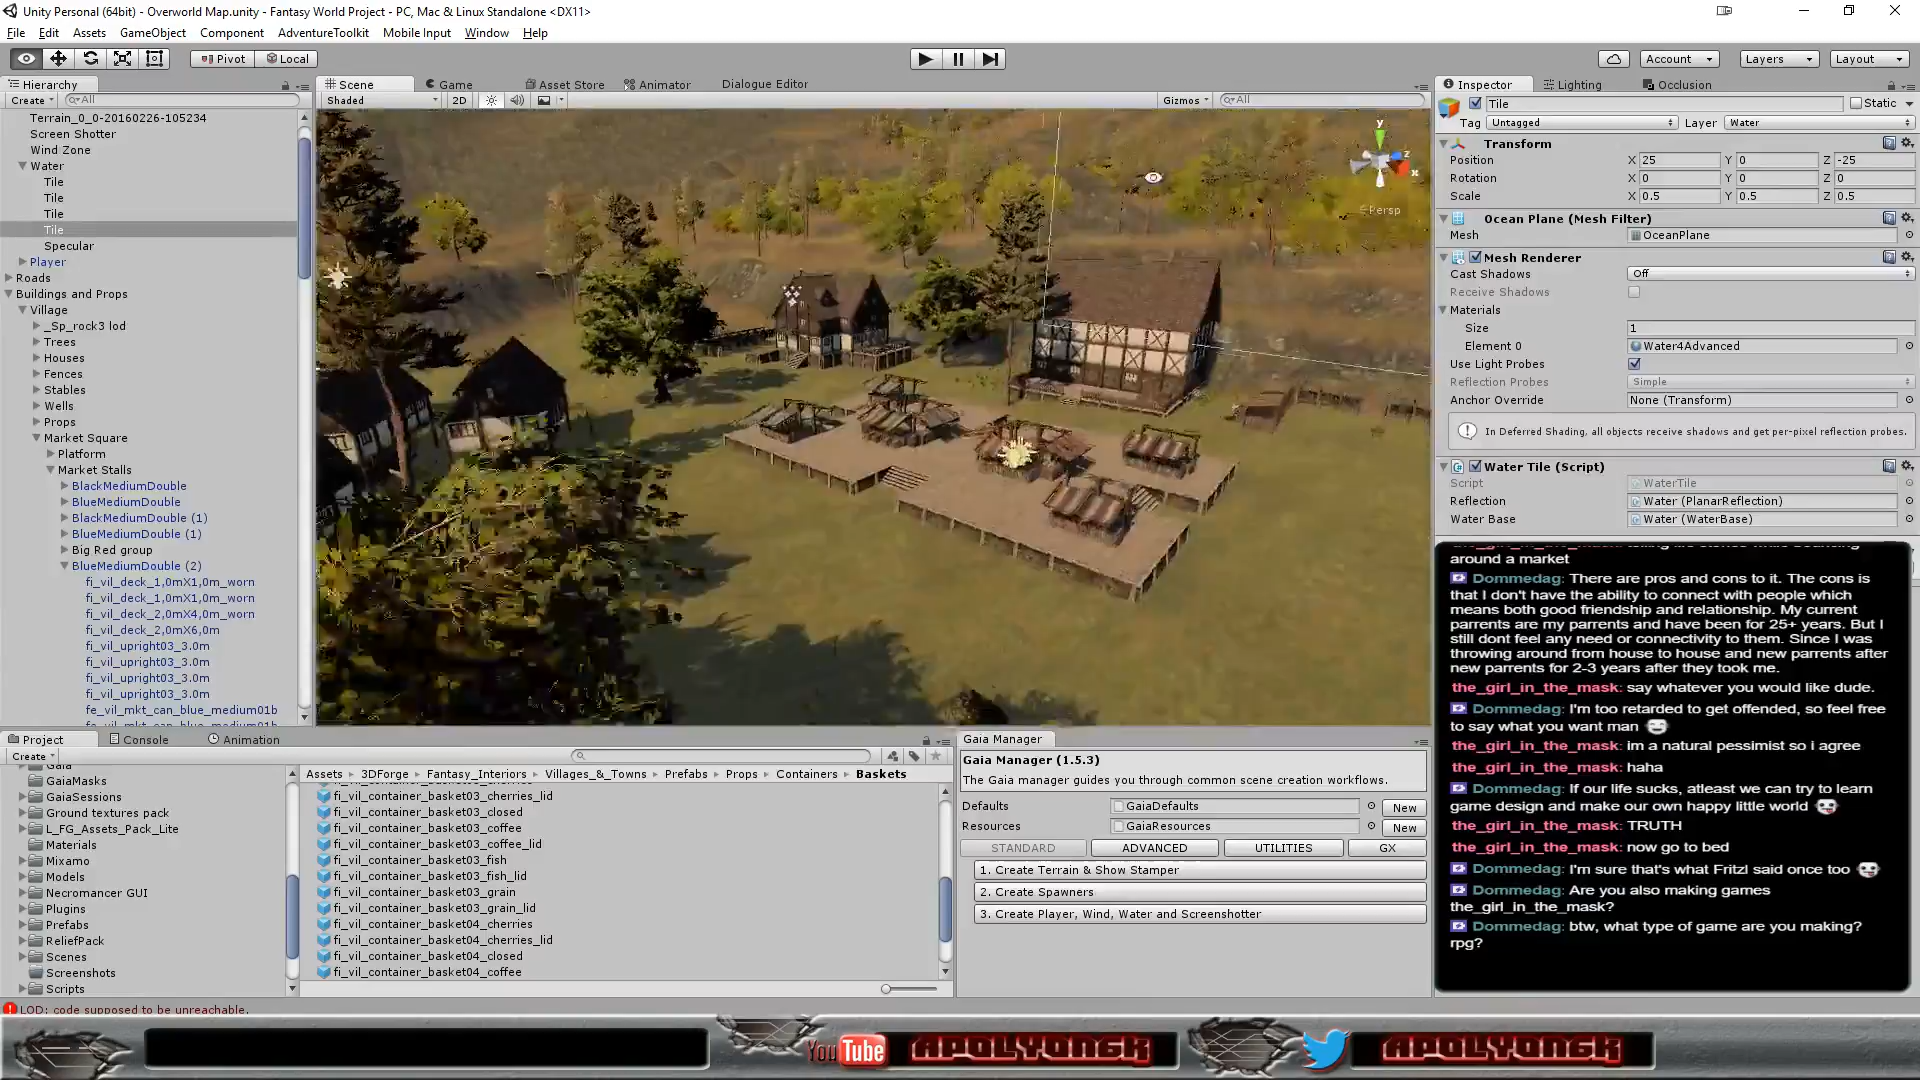 Unity Personal (64bit) - Overworld Map.unity - Fantasy World Project - PC, Mac & Linux Standalone <DX11>
File Edit Assets GameObject Component AdventureToolkit Mobile Input Window Help
Pivot Local Account Layers Layout
Hierarchy
Create All
Terrain_0_0-20160226-105234
Screen Shotter
Wind Zone
Water
Tile
Tile
Tile
Tile
Specular
Player
Roads
Buildings and Props
Village
_Sp_rock3 lod
Trees
Houses
Fences
Stables
Wells
Props
Market Square
Platform
Market Stalls
BlackMediumDouble
BlueMediumDouble
BlackMediumDouble (1)
BlueMediumDouble (1)
Big Red group
BlueMediumDouble (2)
fi_vil_deck_1,0mX1,0m_worn
fi_vil_deck_1,0mX1,0m_worn
fi_vil_deck_2,0mX4,0m_worn
fi_vil_deck_2,0mX6,0m
fi_vil_upright03_3.0m
fi_vil_upright03_3.0m
fi_vil_upright03_3.0m
fi_vil_upright03_3.0m
fe_vil_mkt_can_blue_medium01b
Scene Game Asset Store Animator Dialogue Editor
Shaded 2D Gizmos All
y
z
x
Persp
Inspector Lighting Occlusion
Tile Static
Tag Untagged Layer Water
Transform
Position X 25 Y 0 Z -25
Rotation X 0 Y 0 Z 0
Scale X 0.5 Y 0.5 Z 0.5
Ocean Plane (Mesh Filter)
Mesh OceanPlane
Mesh Renderer
Cast Shadows Off
Receive Shadows
Materials
Size 1
Element 0 Water4Advanced
Use Light Probes
Reflection Probes Simple
Anchor Override None (Transform)
In Deferred Shading, all objects receive shadows and get per-pixel reflection probes.
Water Tile (Script)
Script WaterTile
Reflection Water (PlanarReflection)
Water Base Water (WaterBase)
around a market
Dommedag: There are pros and cons to it. The cons is
that I don't have the ability to connect with people which
means both good friendship and relationship. My current
parrents are my parrents and have been for 25+ years. But I
still dont feel any need or connectivity to them. Since I was
throwing around from house to house and new parrents after
new parrents for 2-3 years after they took me.
the_girl_in_the_mask: say whatever you would like dude.
Dommedag: I'm too retarded to get offended, so feel free
to say what you want man
the_girl_in_the_mask: im a natural pessimist so i agree
the_girl_in_the_mask: haha
Dommedag: If our life sucks, atleast we can try to learn
game design and make our own happy little world
the_girl_in_the_mask: TRUTH
the_girl_in_the_mask: now go to bed
Dommedag: I'm sure that's what Fritzl said once too
Dommedag: Are you also making games
the_girl_in_the_mask?
Dommedag: btw, what type of game are you making?
rpg?
Project Console Animation
Create
Gaia
GaiaMasks
GaiaSessions
Ground textures pack
L_FG_Assets_Pack_Lite
Materials
Mixamo
Models
Necromancer GUI
Plugins
Prefabs
ReliefPack
Scenes
Screenshots
Scripts
Assets 3DForge Fantasy_Interiors Villages_&_Towns Prefabs Props Containers Baskets
fi_vil_container_basket03_cherries_lid
fi_vil_container_basket03_closed
fi_vil_container_basket03_coffee
fi_vil_container_basket03_coffee_lid
fi_vil_container_basket03_fish
fi_vil_container_basket03_fish_lid
fi_vil_container_basket03_grain
fi_vil_container_basket03_grain_lid
fi_vil_container_basket04_cherries
fi_vil_container_basket04_cherries_lid
fi_vil_container_basket04_closed
fi_vil_container_basket04_coffee
Gaia Manager
Gaia Manager (1.5.3)
The Gaia manager guides you through common scene creation workflows.
Defaults GaiaDefaults New
Resources GaiaResources New
STANDARD ADVANCED UTILITIES GX
1. Create Terrain & Show Stamper
2. Create Spawners
3. Create Player, Wind, Water and Screenshotter
LOD: code supposed to be unreachable.
YouTube APOLYONGK APOLYONGK